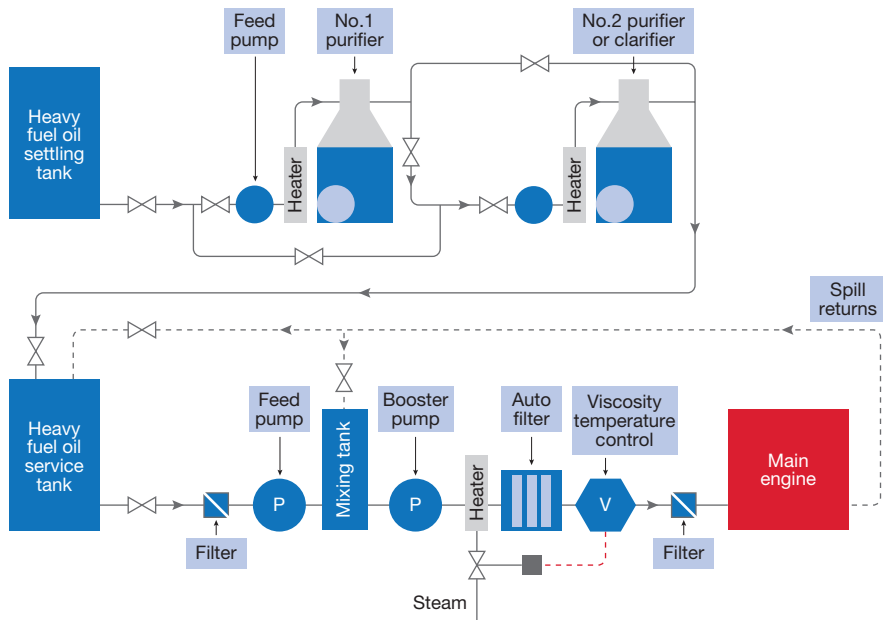 Feed
pump
No.1
purifier
No.2 purifier
or clarifier
Heavy
fuel oil
settling
tank
Heater
Heater
Spill
returns
Heavy
fuel oil
service
tank
Feed
pump
Mixing tank
Booster
pump
Auto
filter
Viscosity
temperature
control
Main
engine
P
P
Heater
V
Filter
Filter
Steam